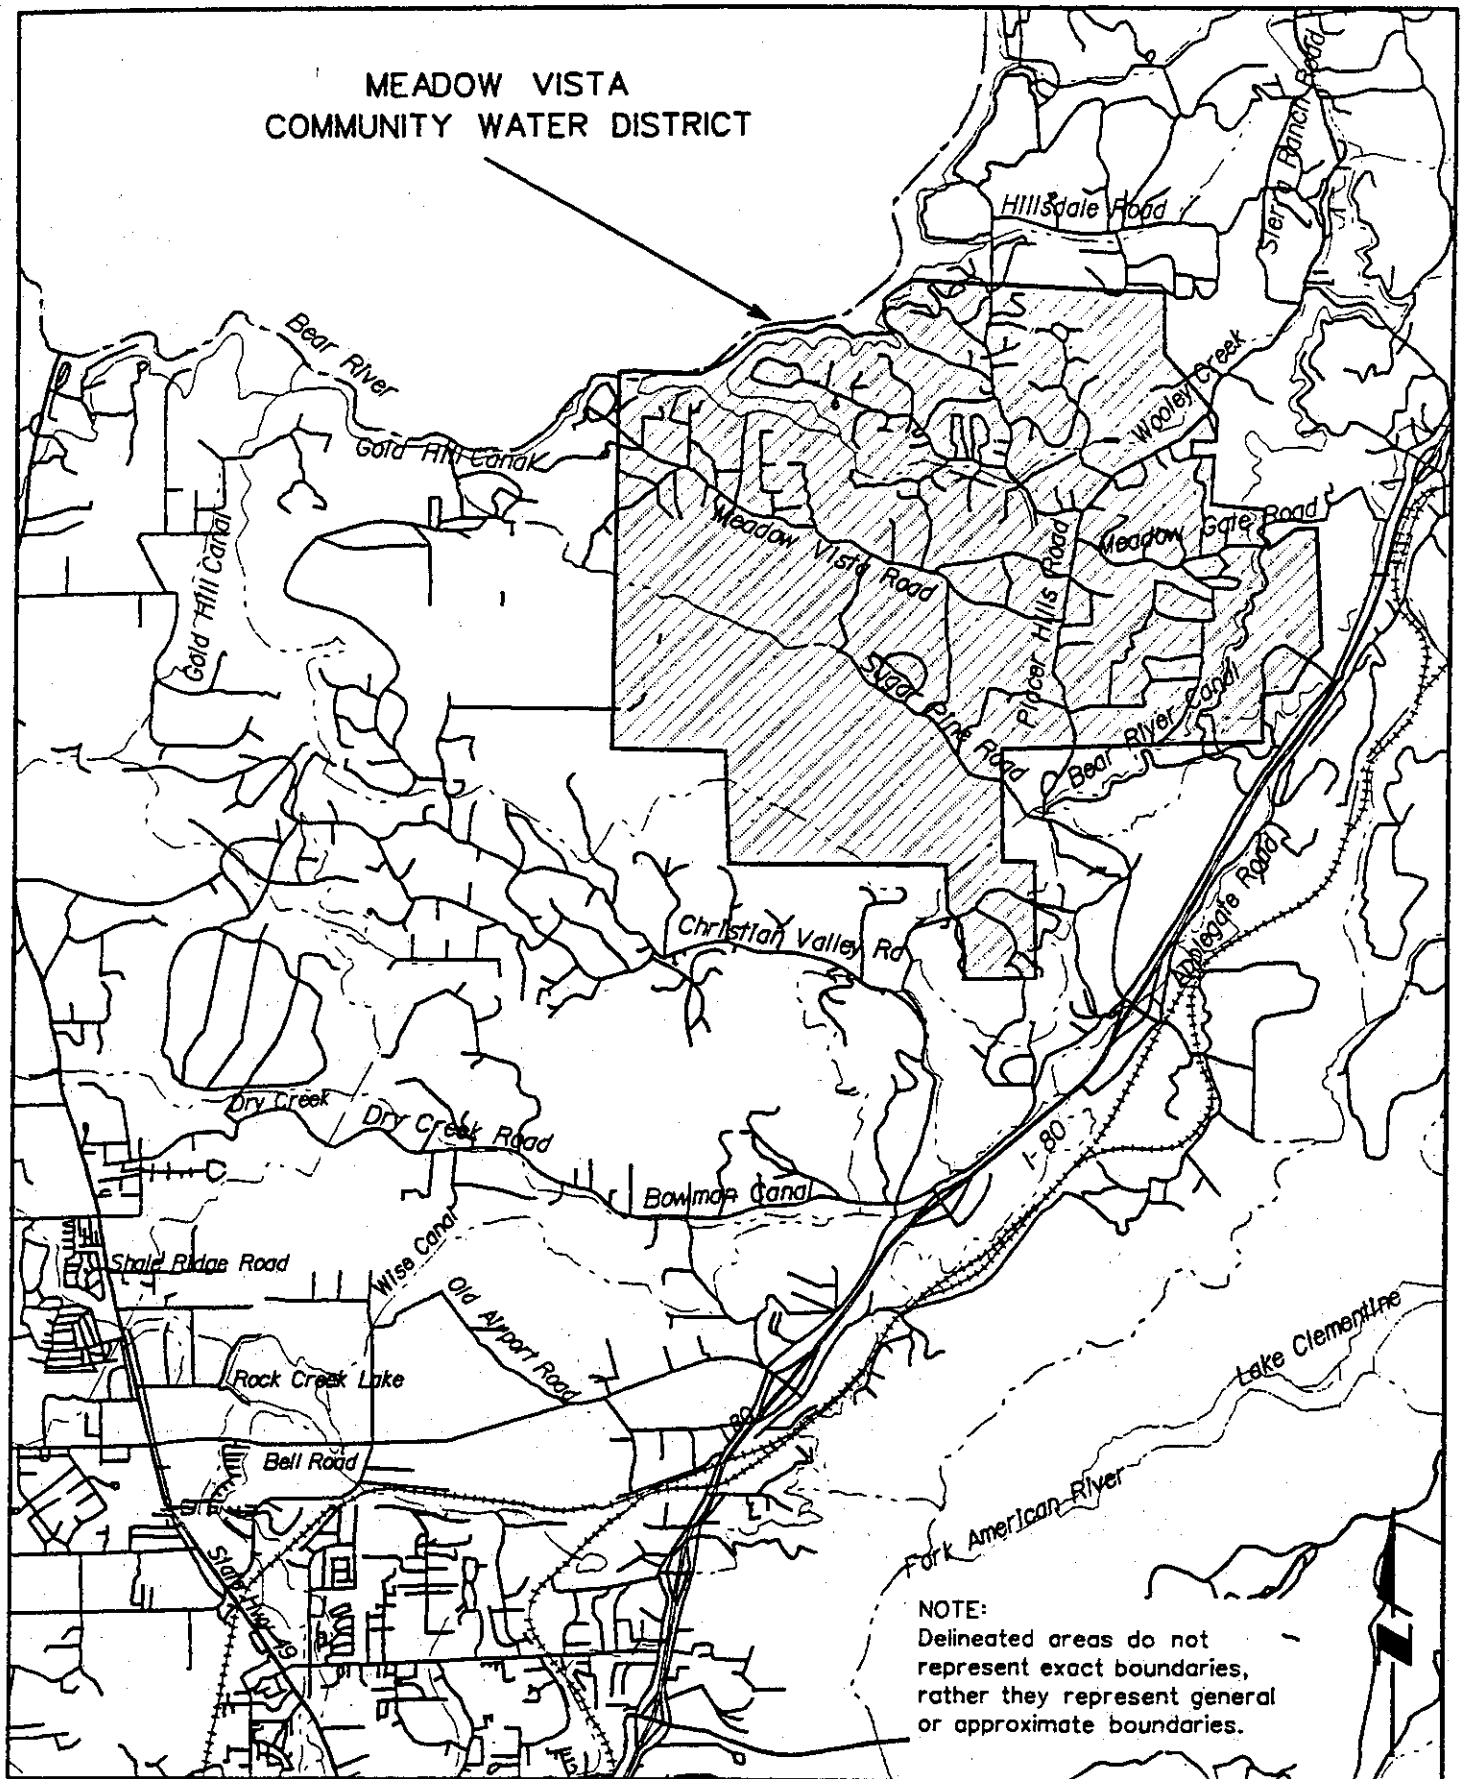 MEADOW VISTA
COMMUNITY WATER DISTRICT
Hillsdale Road
Ranch Road
Bear River
Gold Hill Canal
Wooley Creek
Gold Hill Canal
Meadow Vista Road
Meadow Gate Road
Placer Hills Road
Sugar Pine Road
Bear River Canal
Applegate Road
Christian Valley Rd
Dry Creek
Dry Creek Road
I-80
Bowman Canal
Wise Canal
Shale Ridge Road
Old Airport Road
Lake Clementine
Rock Creek Lake
80
Bell Road
Fork American River
State Hwy 49
NOTE:
Delineated areas do not
represent exact boundaries,
rather they represent general
or approximate boundaries.